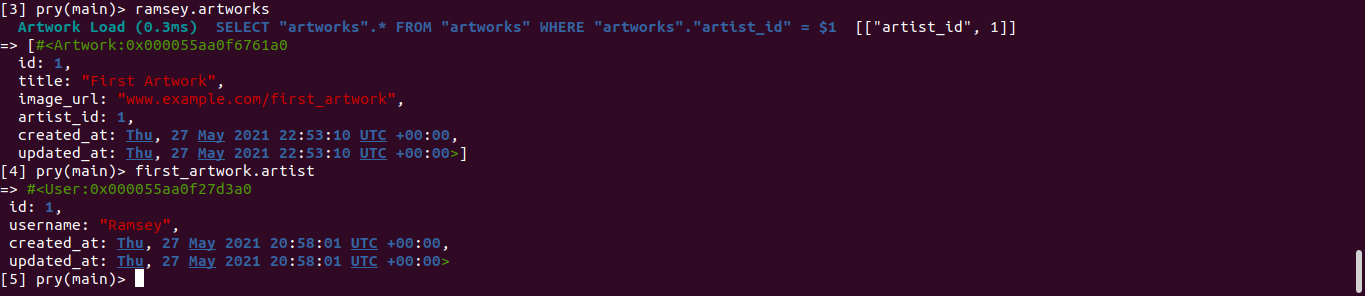 [3] pry(main)> ramsey.artworks
  Artwork Load (0.3ms)  SELECT "artworks".* FROM "artworks" WHERE "artworks"."artist_id" = $1  [["artist_id", 1]]
=> [#<Artwork:0x000055aa0f6761a0
  id: 1,
  title: "First Artwork",
  image_url: "www.example.com/first_artwork",
  artist_id: 1,
  created_at: Thu, 27 May 2021 22:53:10 UTC +00:00,
  updated_at: Thu, 27 May 2021 22:53:10 UTC +00:00>]
[4] pry(main)> first_artwork.artist
=> #<User:0x000055aa0f27d3a0
 id: 1,
 username: "Ramsey",
 created_at: Thu, 27 May 2021 20:58:01 UTC +00:00,
 updated_at: Thu, 27 May 2021 20:58:01 UTC +00:00>
[5] pry(main)>